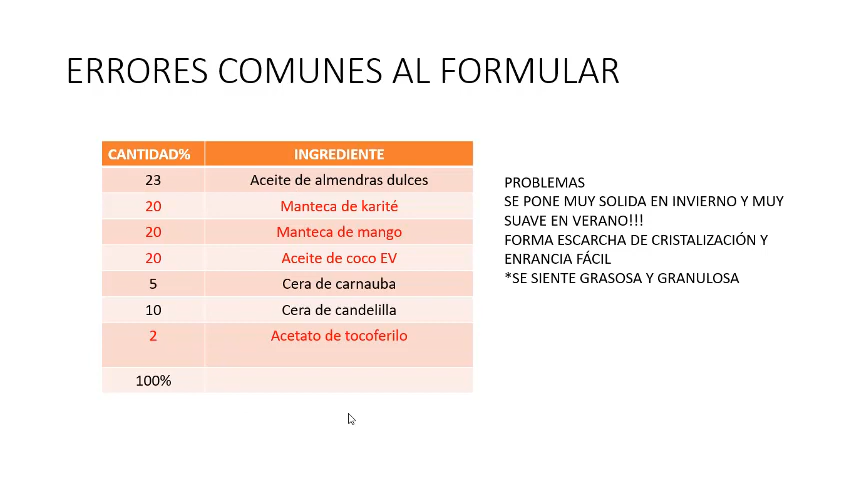 ERRORES COMUNES AL FORMULAR
CANTIDAD% INGREDIENTE
23 Aceite de almendras dulces
20 Manteca de karité
20 Manteca de mango
20 Aceite de coco EV
5 Cera de carnauba
10 Cera de candelilla
2 Acetato de tocoferilo
100%
PROBLEMAS
SE PONE MUY SOLIDA EN INVIERNO Y MUY
SUAVE EN VERANO!!!
FORMA ESCARCHA DE CRISTALIZACIÓN Y
ENRANCIA FÁCIL
*SE SIENTE GRASOSA Y GRANULOSA